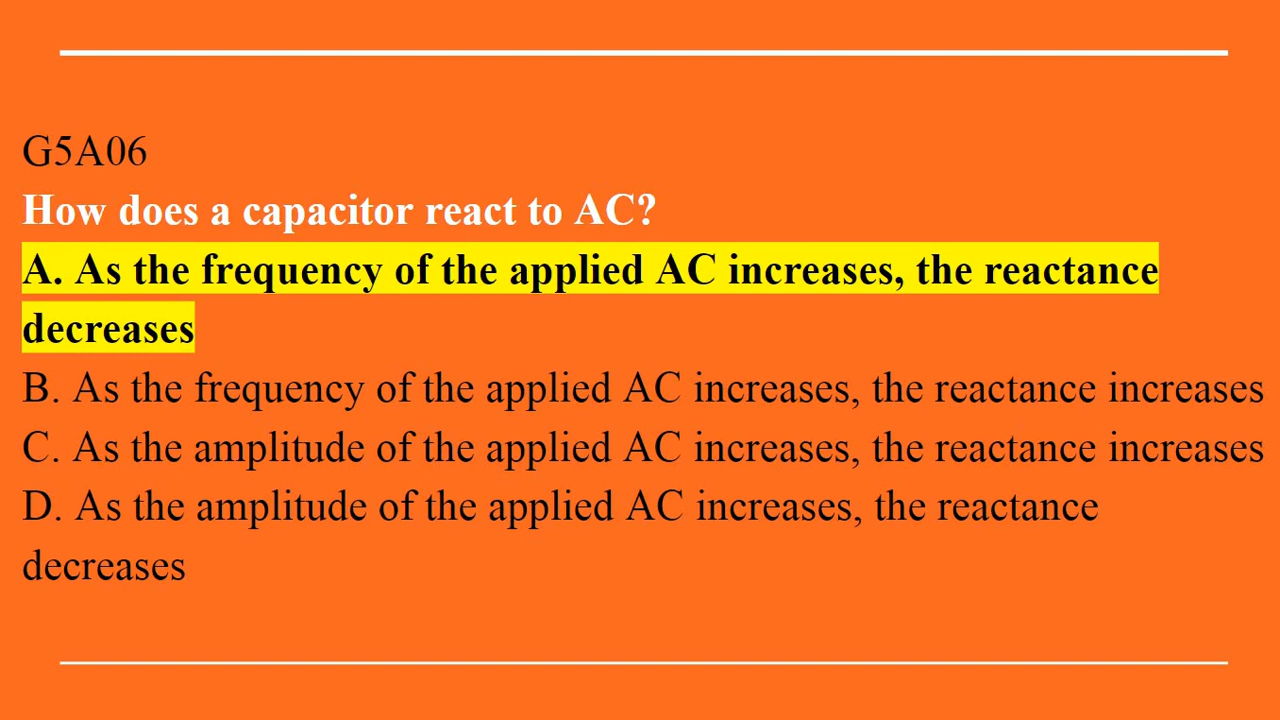 G5A06
How does a capacitor react to AC?
A. As the frequency of the applied AC increases, the reactance
decreases
B. As the frequency of the applied AC increases, the reactance increases
C. As the amplitude of the applied AC increases, the reactance increases
D. As the amplitude of the applied AC increases, the reactance
decreases